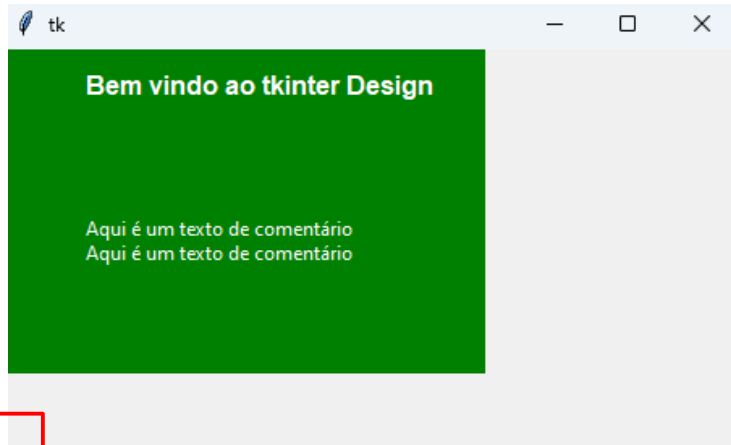 tk
Bem vindo ao tkinter Design
Aqui é um texto de comentário
Aqui é um texto de comentário